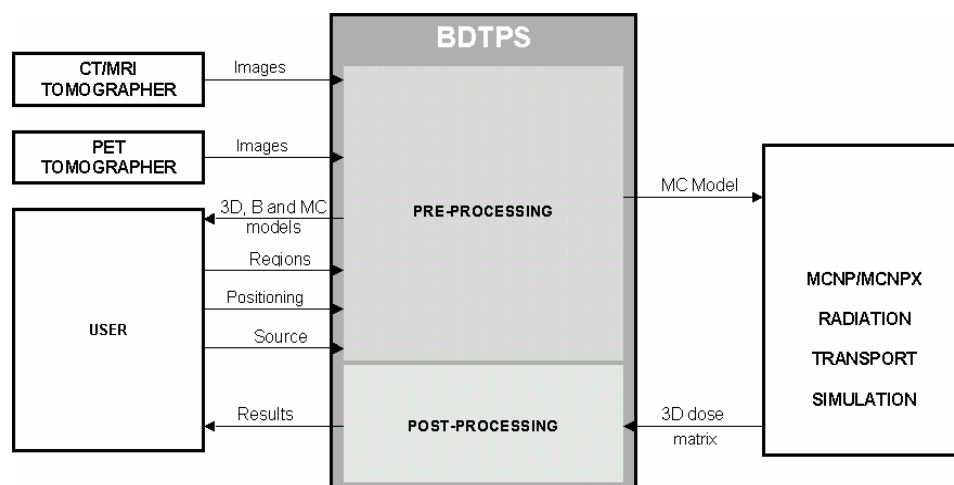 BDTPS
CT/MRI
TOMOGRAPHER
Images
PET
TOMOGRAPHER
Images
3D, B and MC
models
Regions
Positioning
Source
Results
USER
PRE-PROCESSING
POST-PROCESSING
MC Model
3D dose
matrix
MCNP/MCNPX
RADIATION
TRANSPORT
SIMULATION